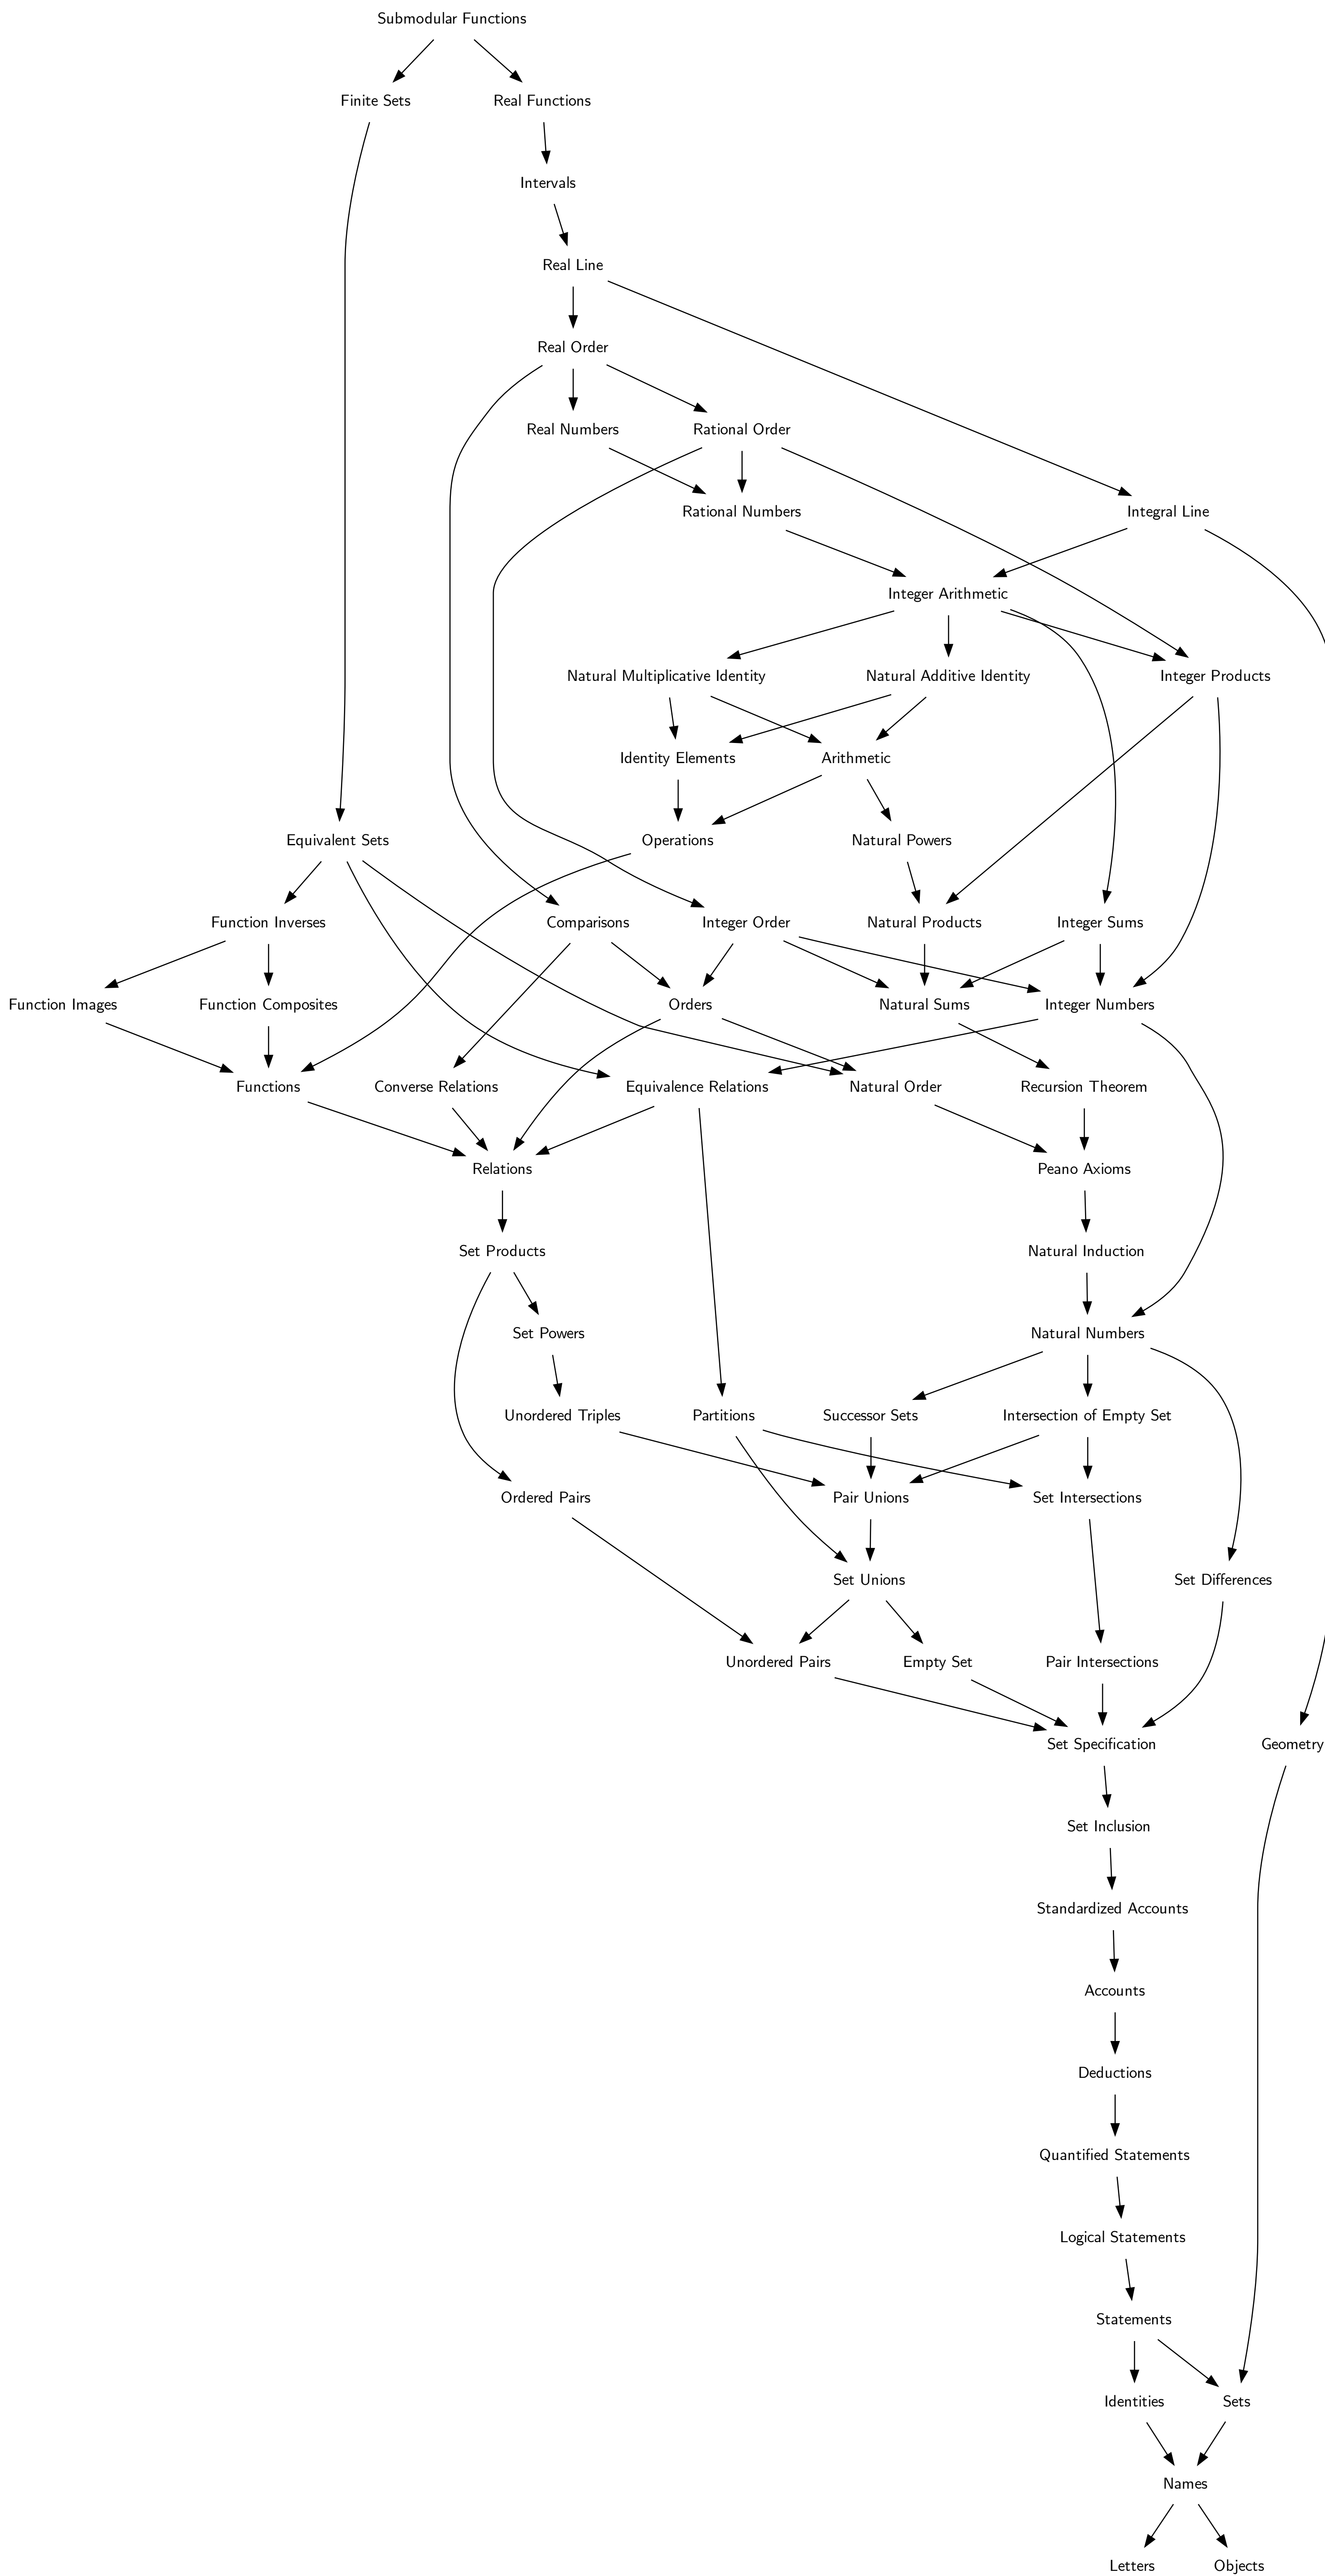 Submodular Functions
Finite Sets
Real Functions
Intervals
Real Line
Real Order
Real Numbers
Rational Order
Rational Numbers
Integral Line
Integer Arithmetic
Natural Multiplicative Identity
Natural Additive Identity
Integer Products
Identity Elements
Arithmetic
Equivalent Sets
Operations
Natural Powers
Function Inverses
Comparisons
Integer Order
Natural Products
Integer Sums
Function Images
Function Composites
Orders
Natural Sums
Integer Numbers
Functions
Converse Relations
Equivalence Relations
Natural Order
Recursion Theorem
Relations
Peano Axioms
Set Products
Natural Induction
Set Powers
Natural Numbers
Unordered Triples
Partitions
Successor Sets
Intersection of Empty Set
Ordered Pairs
Pair Unions
Set Intersections
Set Unions
Set Differences
Unordered Pairs
Empty Set
Pair Intersections
Set Specification
Geometry
Set Inclusion
Standardized Accounts
Accounts
Deductions
Quantified Statements
Logical Statements
Statements
Identities
Sets
Names
Letters
Objects